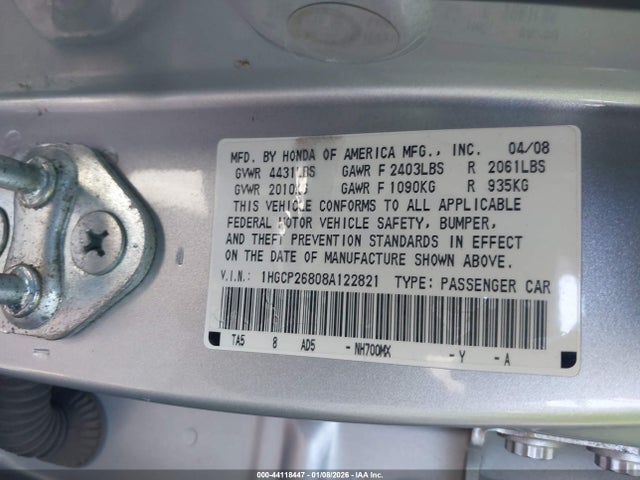 MFD. BY HONDA OF AMERICA MFG., INC. 04/08
GVWR 4431LBS GAWR F 2403LBS R 2061LBS
GVWR 2010KG GAWR F 1090KG R 935KG
THIS VEHICLE CONFORMS TO ALL APPLICABLE
FEDERAL MOTOR VEHICLE SAFETY, BUMPER,
AND THEFT PREVENTION STANDARDS IN EFFECT
ON THE DATE OF MANUFACTURE SHOWN ABOVE.
V.I.N.: 1HGCP26808A122821 TYPE: PASSENGER CAR
TA5 8 AD5 - NH700MX - Y - A
000-44118447 - 01/08/2026 - IAA Inc.